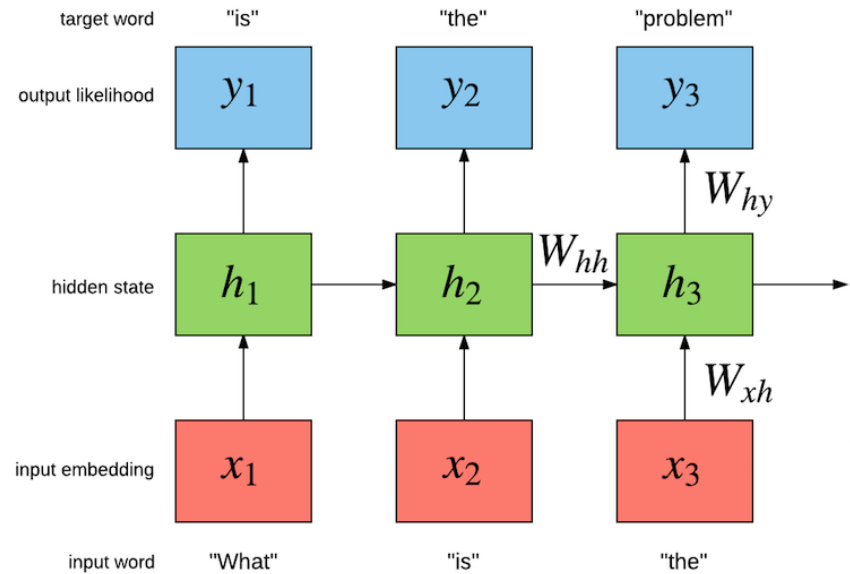 target word "is" "the" "problem"
output likelihood y1 y2 y3
Why
hidden state h1 Whh h2 h3
Wxh
input embedding x1 x2 x3
input word "What" "is" "the"